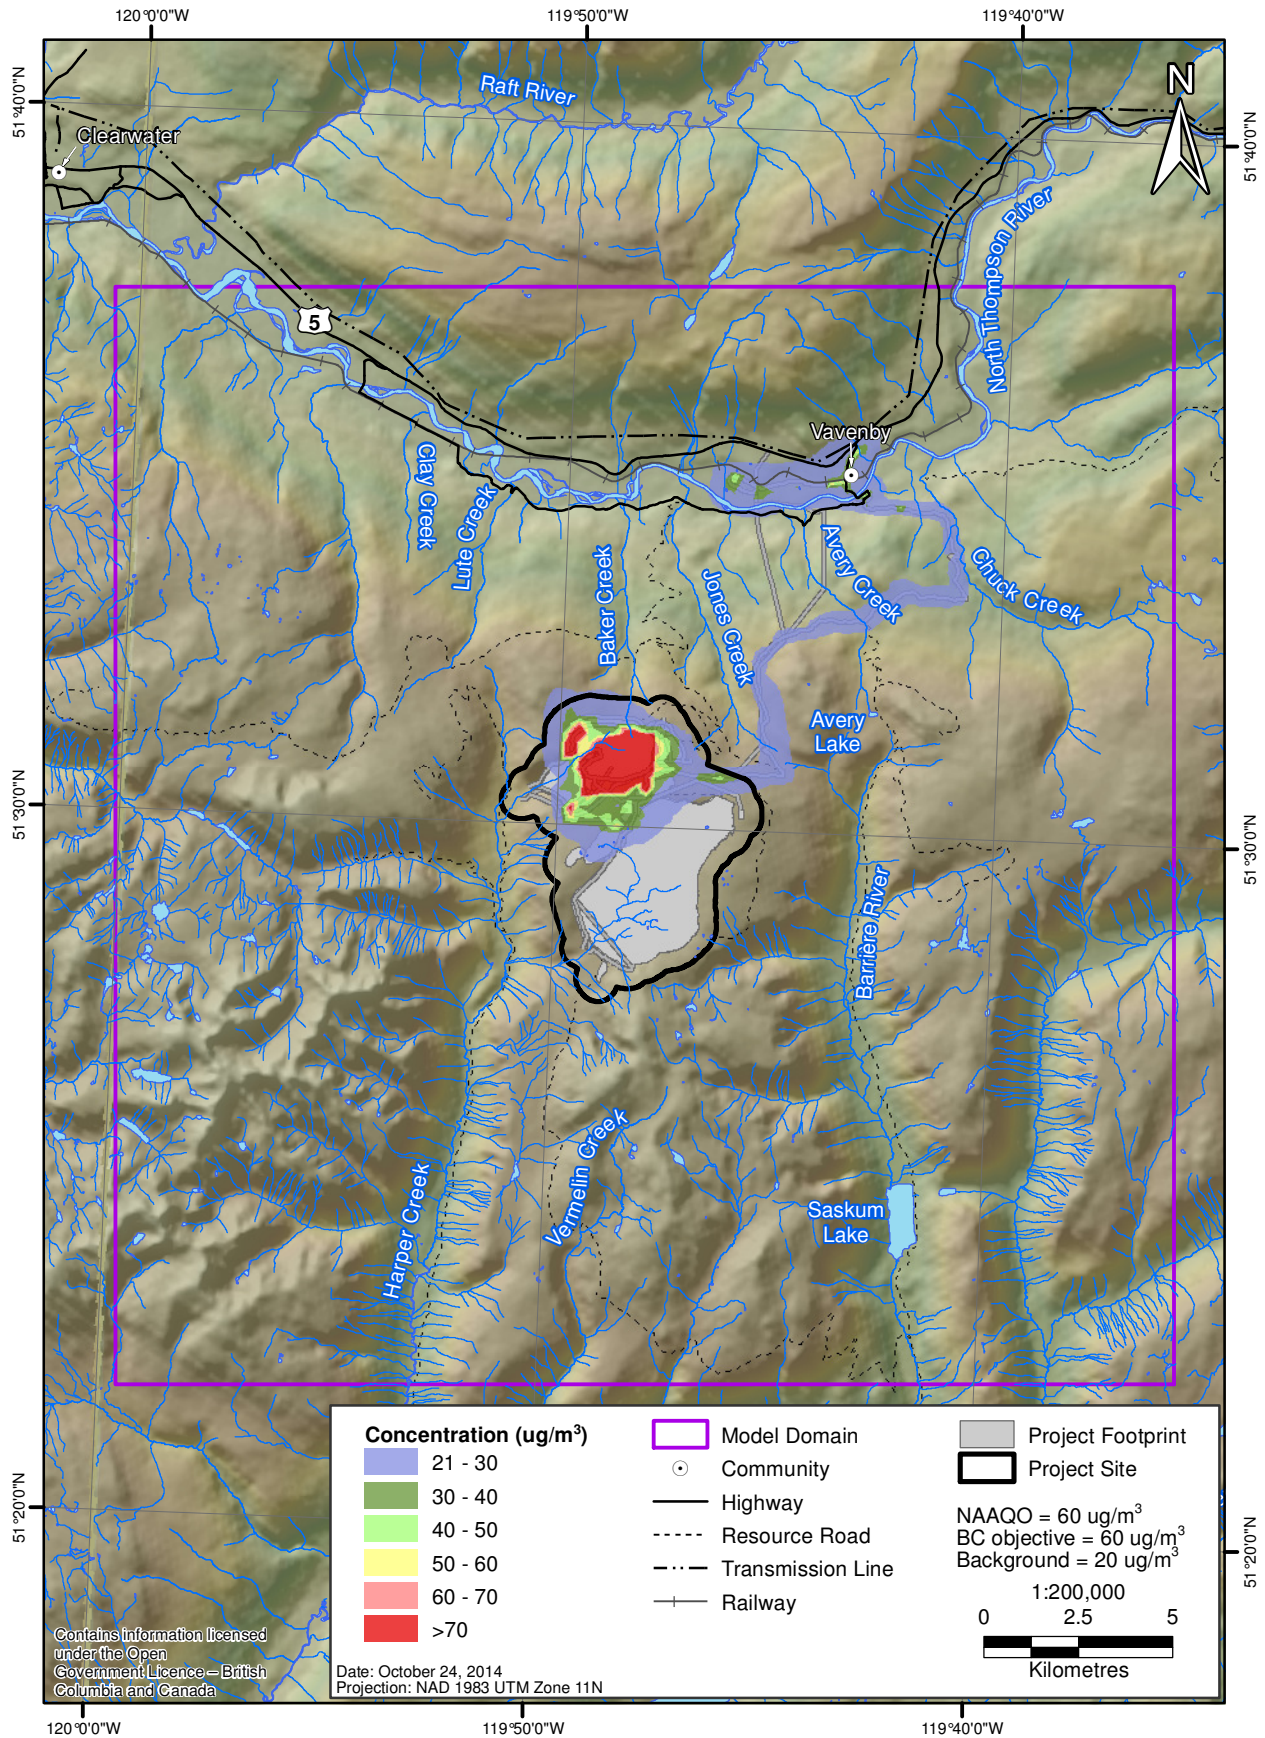 120°0'0"W
119°50'0"W
119°40'0"W
51°40'0"N
51°40'0"N
N
Raft River
Clearwater
North Thompson River
5
Vavenby
Clay Creek
Lute Creek
Baker Creek
Jones Creek
Avery Creek
Chuck Creek
Avery
Lake
51°30'0"N
51°30'0"N
Barrière River
Vermelin Creek
Harper Creek
Saskum
Lake
51°20'0"N
51°20'0"N
Concentration (ug/m³)
21 - 30
30 - 40
40 - 50
50 - 60
60 - 70
>70
Model Domain
Community
Highway
Resource Road
Transmission Line
Railway
Project Footprint
Project Site
NAAQO = 60 ug/m³
BC objective = 60 ug/m³
Background = 20 ug/m³
1:200,000
0 2.5 5
Kilometres
Date: October 24, 2014
Projection: NAD 1983 UTM Zone 11N
Contains information licensed
under the Open
Government Licence – British
Columbia and Canada
120°0'0"W
119°50'0"W
119°40'0"W